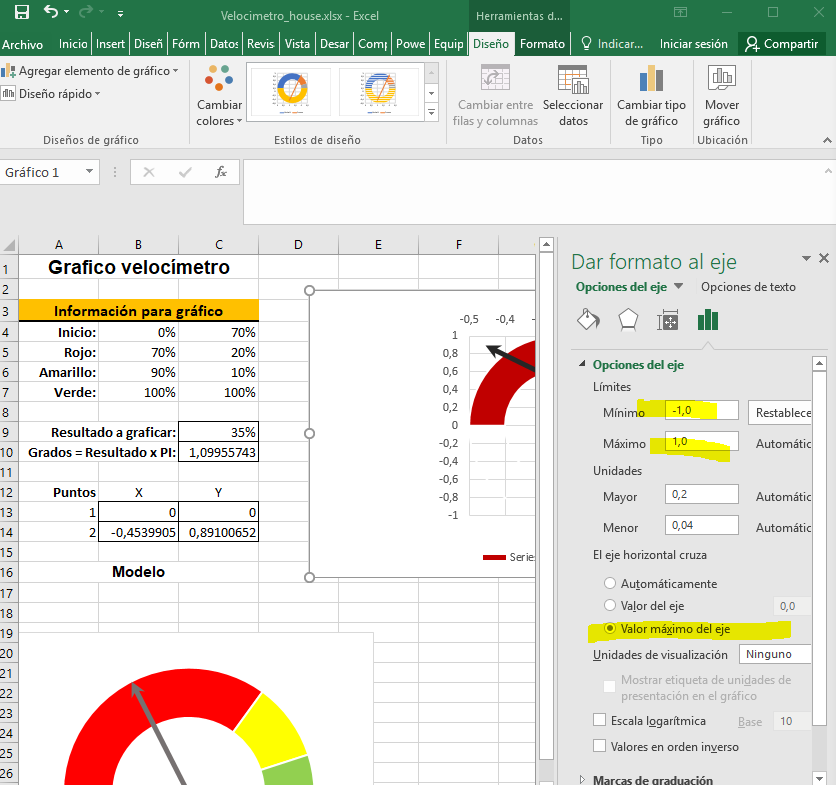 Velocimetro_house.xlsx - Excel
Herramientas d...
Archivo
Inicio
Insert
Diseñ
Fórm
Datos
Revis
Vista
Desar
Comp
Powe
Equip
Diseño
Formato
Indicar...
Iniciar sesión
Compartir
Agregar elemento de gráfico
Diseño rápido
Cambiar colores
Cambiar entre filas y columnas
Seleccionar datos
Cambiar tipo de gráfico
Mover gráfico
Diseños de gráfico
Estilos de diseño
Datos
Tipo
Ubicación
Gráfico 1
fx
A B C D E F
1 Grafico velocímetro
2
3 Información para gráfico
4 Inicio: 0% 70%
5 Rojo: 70% 20%
6 Amarillo: 90% 10%
7 Verde: 100% 100%
8
9 Resultado a graficar: 35%
10 Grados = Resultado x PI: 1,09955743
11
12 Puntos X Y
13 1 0 0
14 2 -0,4539905 0,89100652
15
16 Modelo
17
18
19
20
21
22
23
24
25
26
-0,5 -0,4
1
0,8
0,6
0,4
0,2
0
-0,2
-0,4
-0,6
-0,8
-1
Serie
Dar formato al eje
Opciones del eje
Opciones de texto
Opciones del eje
Límites
Mínimo -1,0 Restablece
Máximo 1,0 Automátic
Unidades
Mayor 0,2 Automátic
Menor 0,04 Automátic
El eje horizontal cruza
Automáticamente
Valor del eje 0,0
Valor máximo del eje
Unidades de visualización Ninguno
Mostrar etiqueta de unidades de
presentación en el gráfico
Escala logarítmica Base 10
Valores en orden inverso
Marcas de graduación